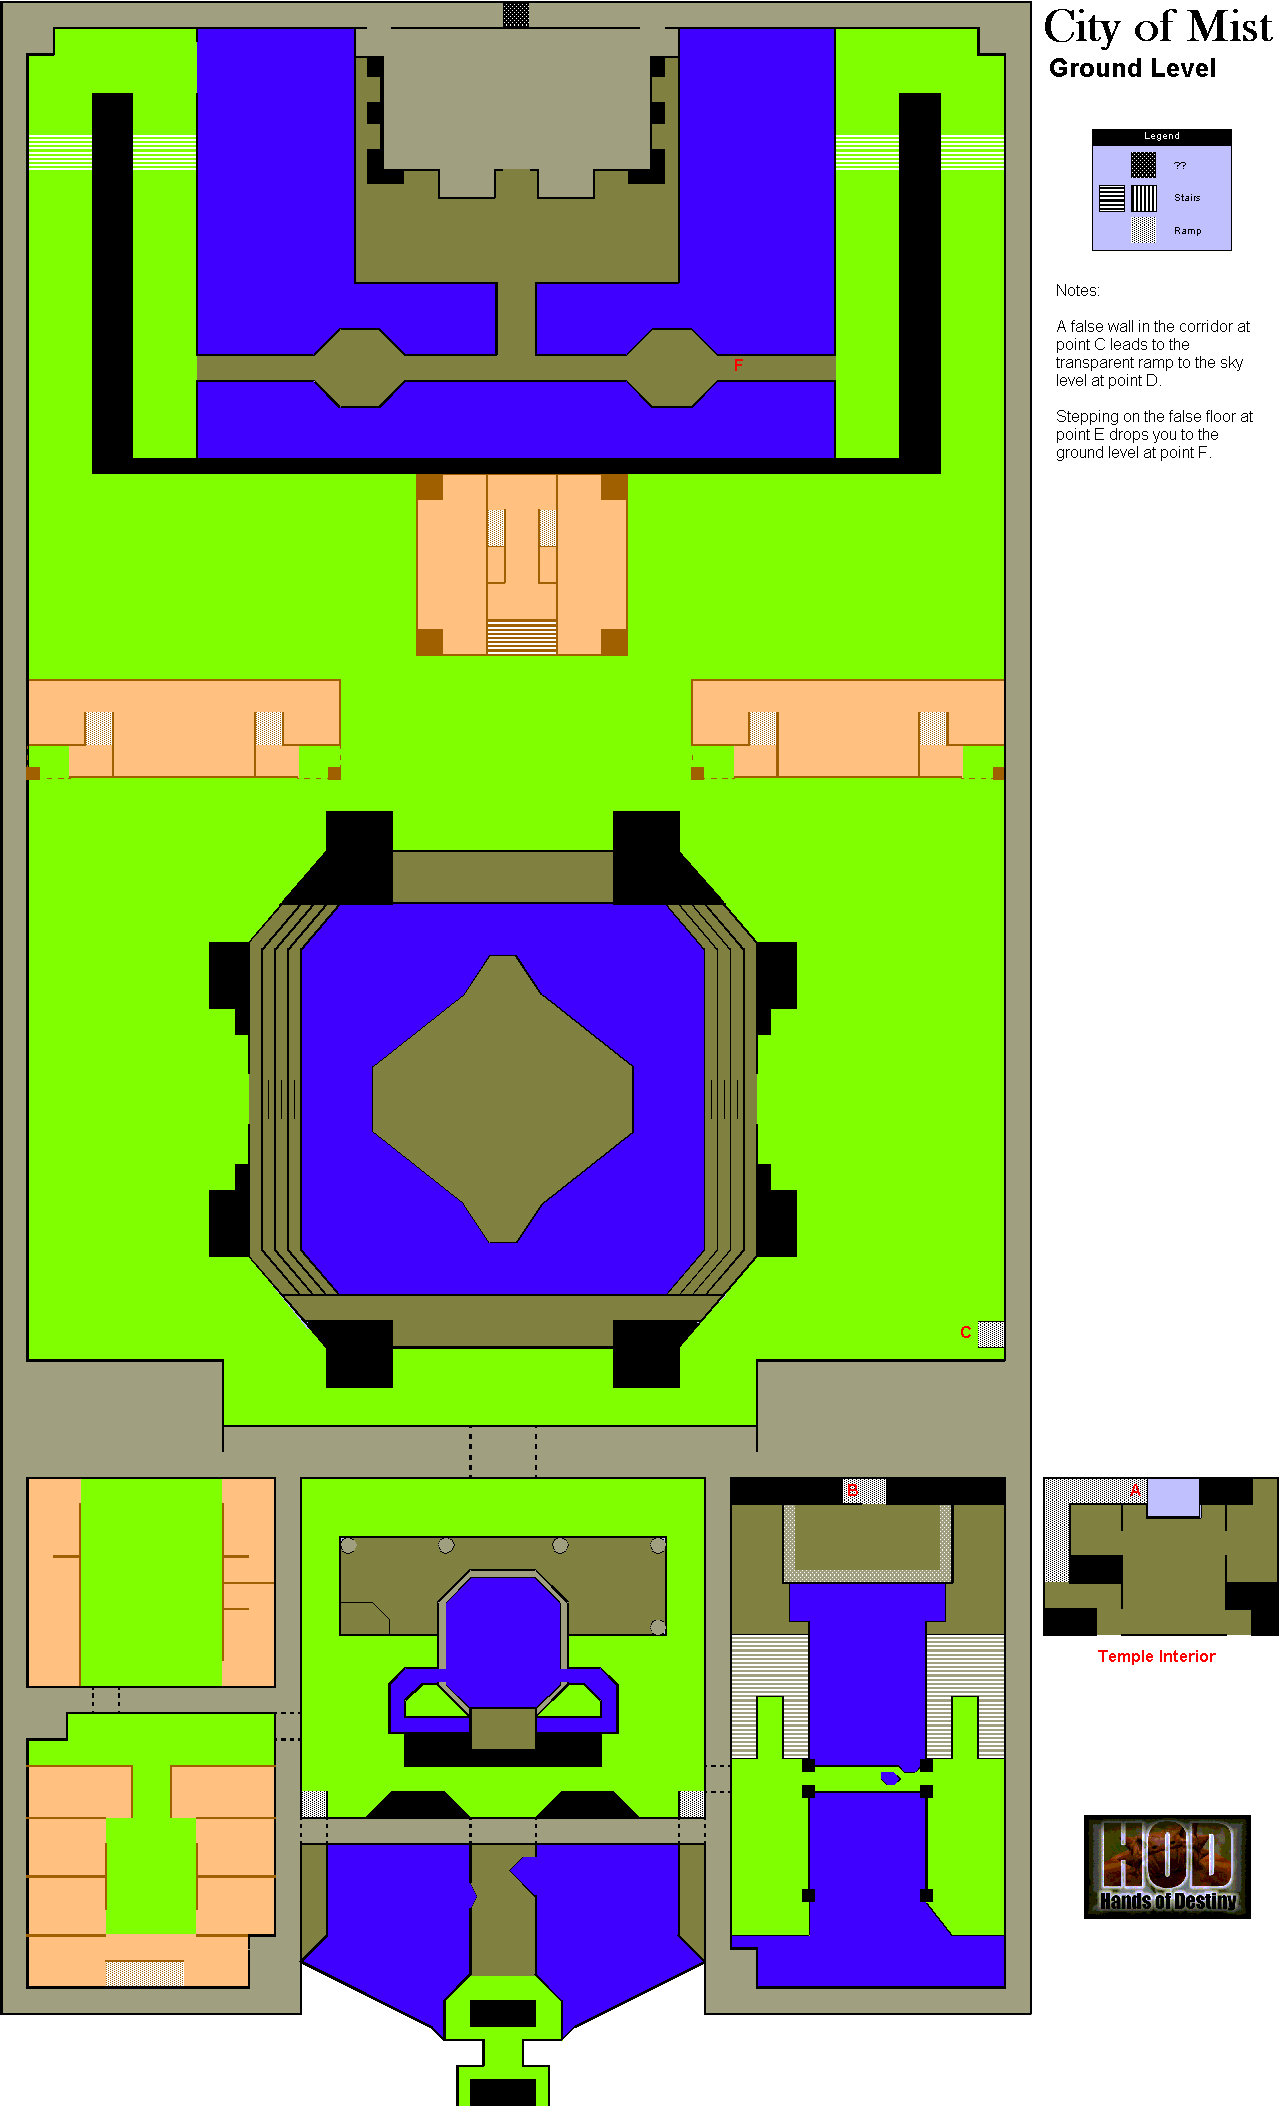 City of Mist
Ground Level
Legend
??
Stairs
Ramp
Notes:
A false wall in the corridor at
point C leads to the
transparent ramp to the sky
level at point D.
Stepping on the false floor at
point E drops you to the
ground level at point F.
F
C
B
A
Temple Interior
HOD
Hands of Destiny